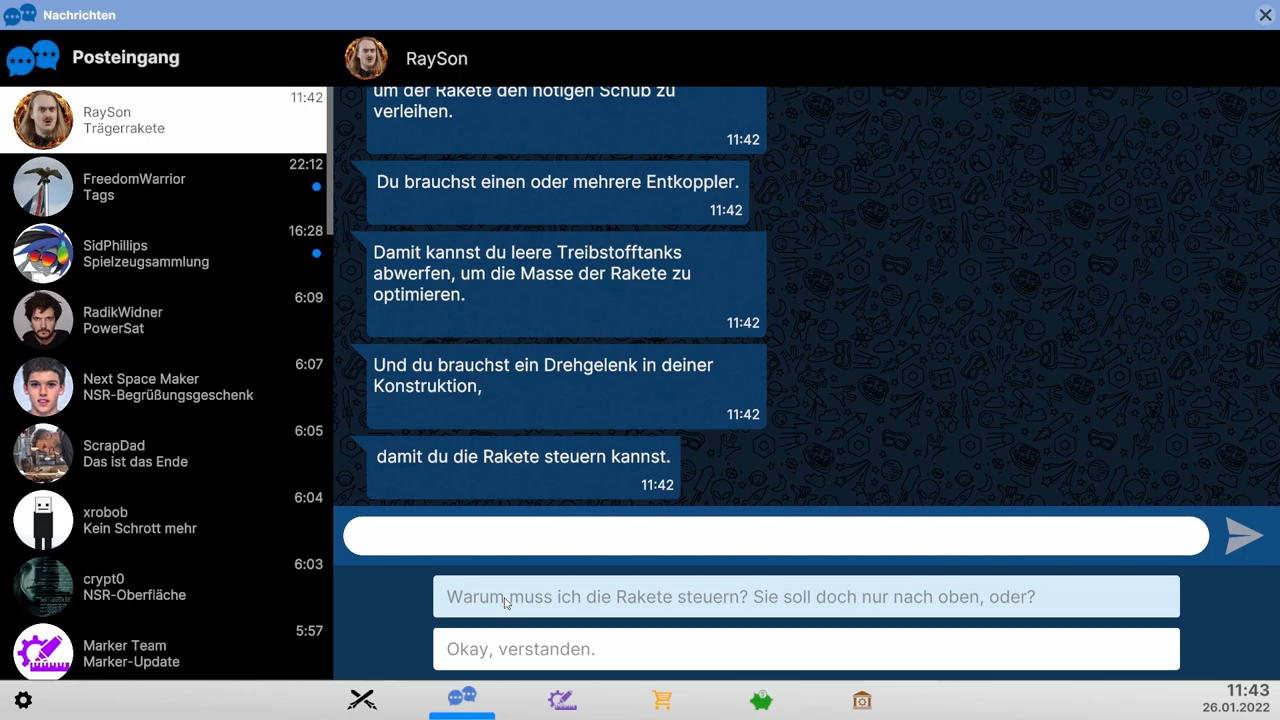 Nachrichten
Posteingang
RaySon
11:42
RaySon
Trägerrakete
22:12
FreedomWarrior
Tags
16:28
SidPhillips
Spielzeugsammlung
6:09
RadikWidner
PowerSat
6:07
Next Space Maker
NSR-Begrüßungsgeschenk
6:05
ScrapDad
Das ist das Ende
6:04
xrobob
Kein Schrott mehr
6:03
crypt0
NSR-Oberfläche
5:57
Marker Team
Marker-Update
um der Rakete den nötigen Schub zu
verleihen.
11:42
Du brauchst einen oder mehrere Entkoppler.
11:42
Damit kannst du leere Treibstofftanks
abwerfen, um die Masse der Rakete zu
optimieren.
11:42
Und du brauchst ein Drehgelenk in deiner
Konstruktion,
11:42
damit du die Rakete steuern kannst.
11:42
Warum muss ich die Rakete steuern? Sie soll doch nur nach oben, oder?
Okay, verstanden.
11:43
26.01.2022